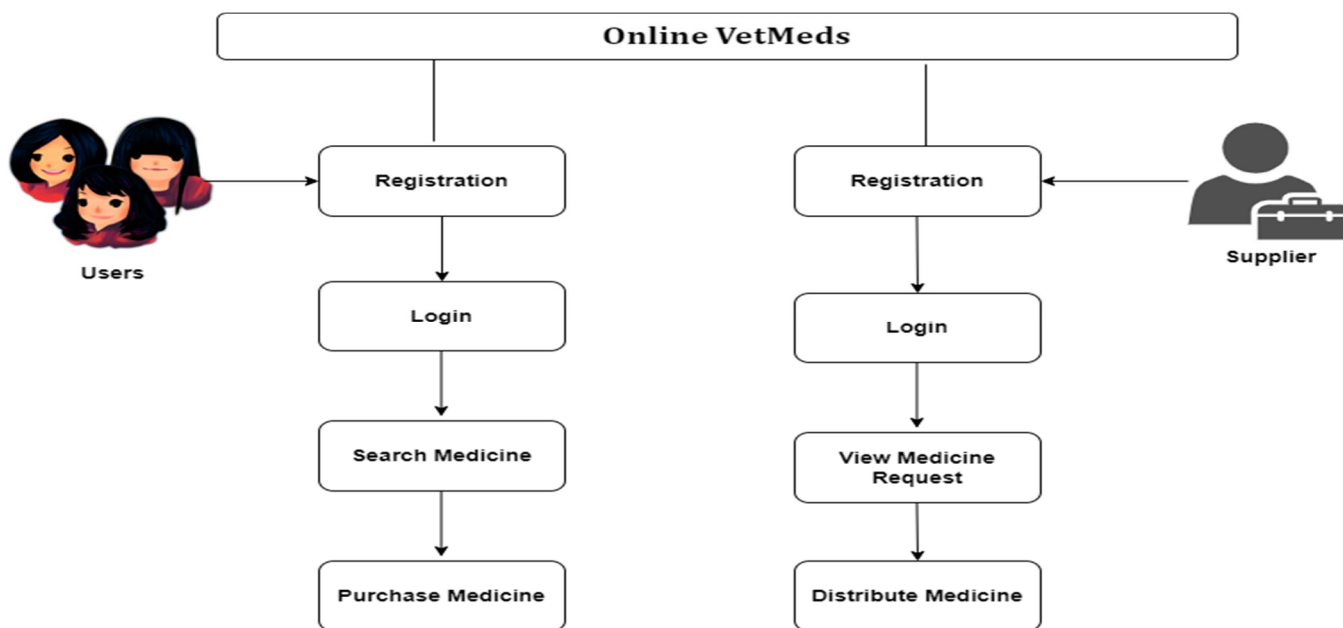 Online VetMeds
Registration
Registration
Users
Supplier
Login
Login
Search Medicine
View Medicine
Request
Purchase Medicine
Distribute Medicine